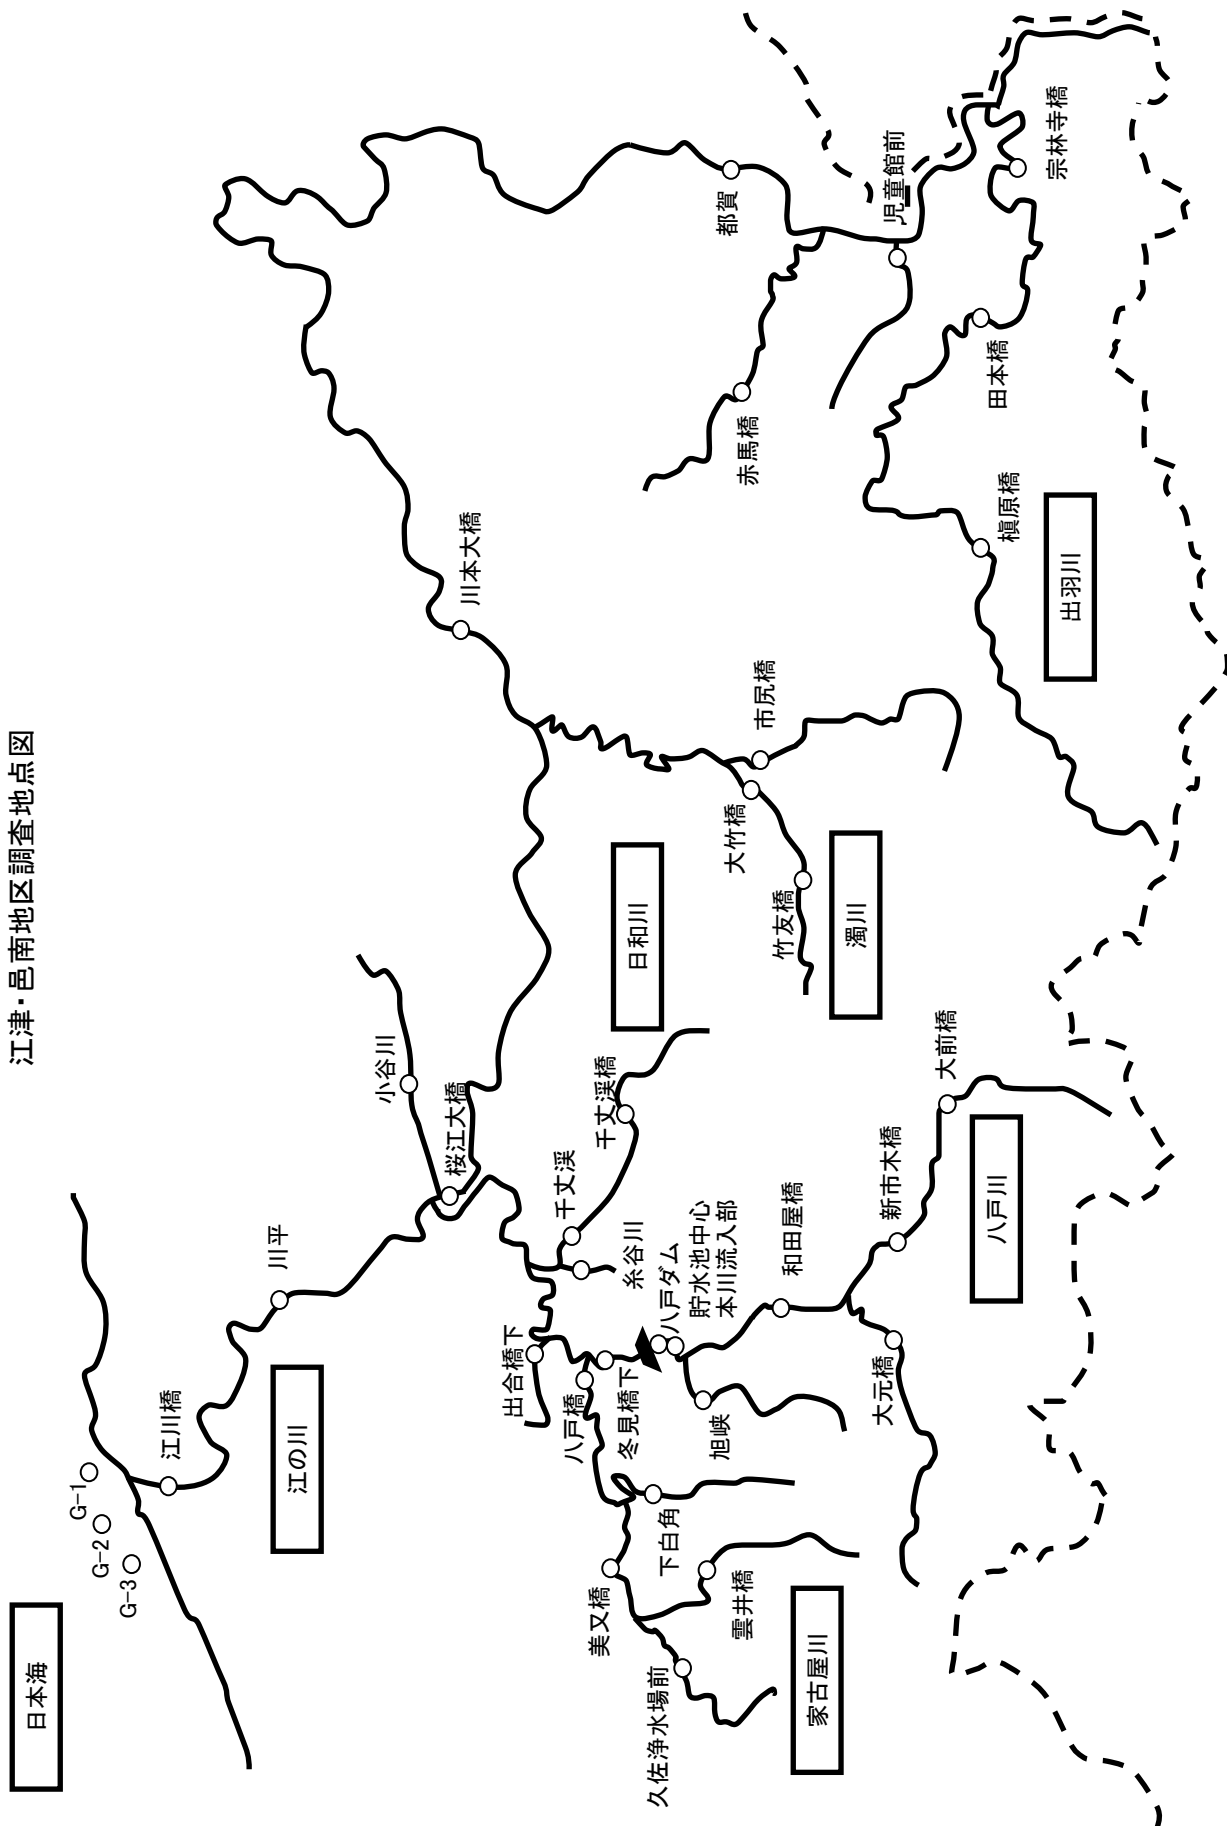 江津・邑南地区調査地点図
日本海
G-1
G-2
G-3
江川橋
江の川
川平
小谷川
桜江大橋
川本大橋
都賀
赤馬橋
児童館前
宗林寺橋
田本橋
槇原橋
出羽川
市尻橋
大竹橋
竹友橋
濁川
日和川
千丈渓橋
千丈渓
糸谷川
八戸ダム
貯水池中心
本川流入部
和田屋橋
新市木橋
大前橋
八戸川
大元橋
旭峡
冬見橋下
出合橋下
八戸橋
下白角
美又橋
雲井橋
久佐浄水場前
家古屋川